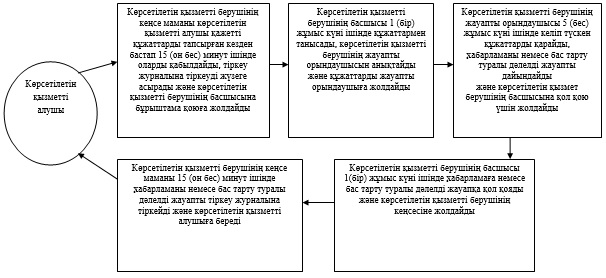 Көрсетілетін
қызметті
алушы
Көрсетілетін қызметті берушінің
кеңсе маманы көрсетілетін
қызметті алушы қажетті
құжаттарды тапсырған кезден
бастап 15 (он бес) минут ішінде
оларды қабылдайды, тіркеу
журналына тіркеуді жүзеге
асырады және көрсетілетін
қызметті берушінің басшысына
бұрыштама қоюға жолдайды
Көрсетілетін қызметті
берушінің басшысы 1 (бір)
жұмыс күні ішінде құжаттармен
танысады, көрсетілетін қызметті
берушінің жауапты
орындаушысын анықтайды
және құжаттарды жауапты
орындаушыға жолдайды
Көрсетілетін қызметті берушінің
жауапты орындаушысы 5 (бес)
жұмыс күні ішінде келіп түскен
құжаттарды қарайды,
хабарламаны немесе бас тарту
туралы дәлелді жауапты
дайындайды
және көрсетілетін қызмет
берушінің басшысына қол қою
үшін жолдайды
Көрсетілетін қызметті берушінің басшысы
1(бір) жұмыс күні ішінде хабарламаға немесе
бас тарту туралы дәлелді жауапқа қол қояды
және көрсетілетін қызметті берушінің
кеңсесіне жолдайды
Көрсетілетін қызметті берушінің кеңсе
маманы 15 (он бес) минут ішінде
хабарламаны немесе бас тарту туралы
дәлелді жауапты тіркеу журналына
тіркейді және көрсетілетін қызметті
алушыға береді